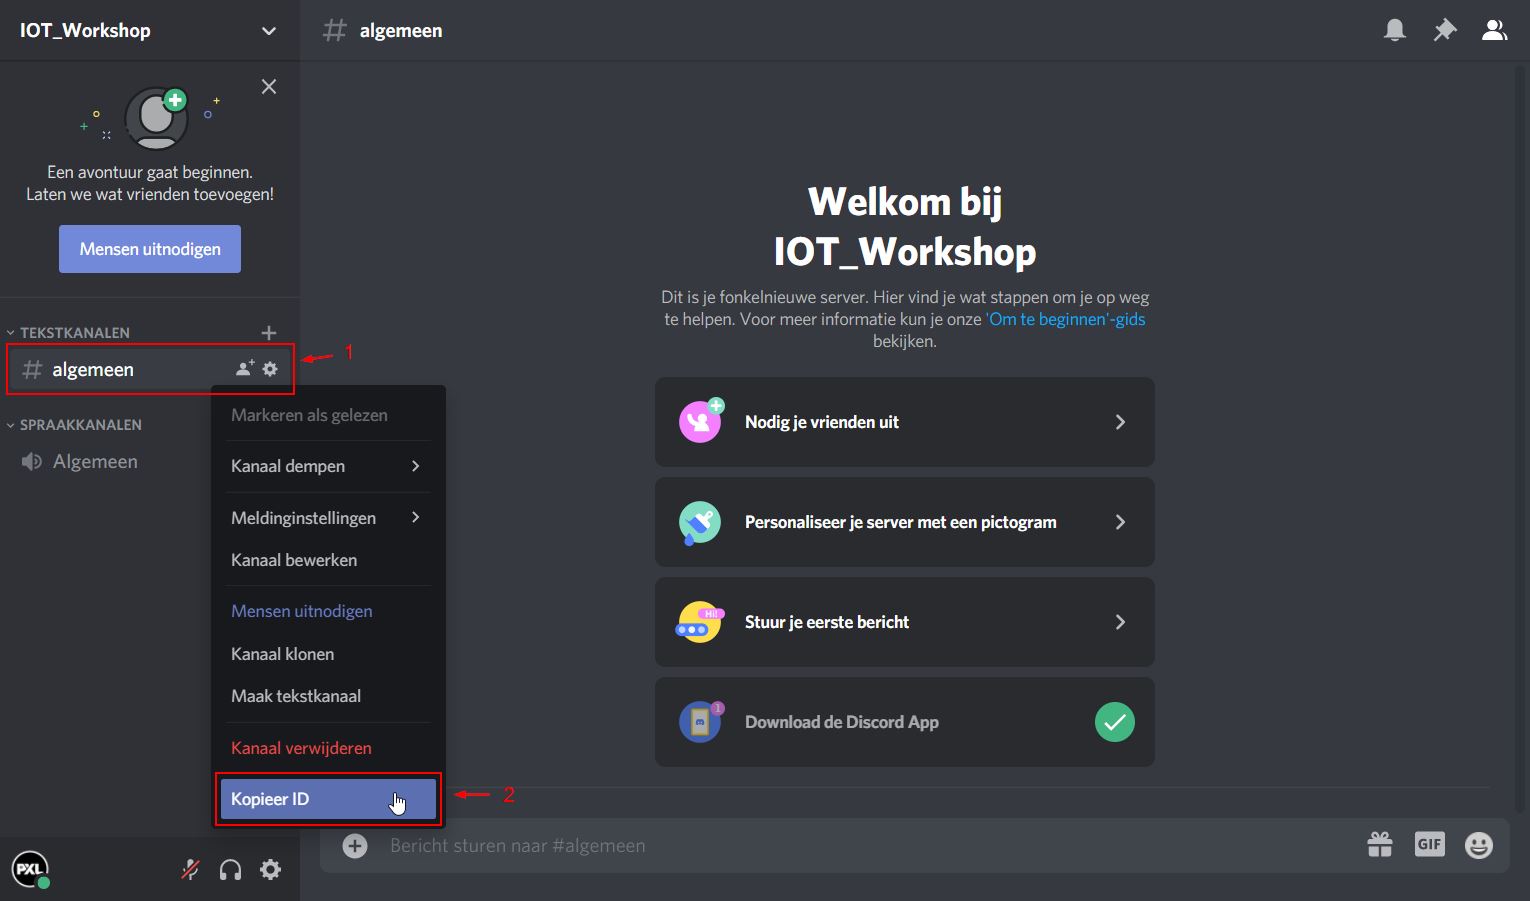 IOT_Workshop
algemeen
Een avontuur gaat beginnen.
Laten we wat vrienden toevoegen!
Mensen uitnodigen
TEKSTKANALEN
algemeen
1
SPRAAKKANALEN
Algemeen
Markeren als gelezen
Kanaal dempen
Meldinginstellingen
Kanaal bewerken
Mensen uitnodigen
Kanaal klonen
Maak tekstkanaal
Kanaal verwijderen
Kopieer ID
2
PXL
Welkom bij
IOT_Workshop
Dit is je fonkelnieuwe server. Hier vind je wat stappen om je op weg
te helpen. Voor meer informatie kun je onze 'Om te beginnen'-gids
bekijken.
Nodig je vrienden uit
Personaliseer je server met een pictogram
Hi!
Stuur je eerste bericht
1
Download de Discord App
Bericht sturen naar #algemeen
GIF